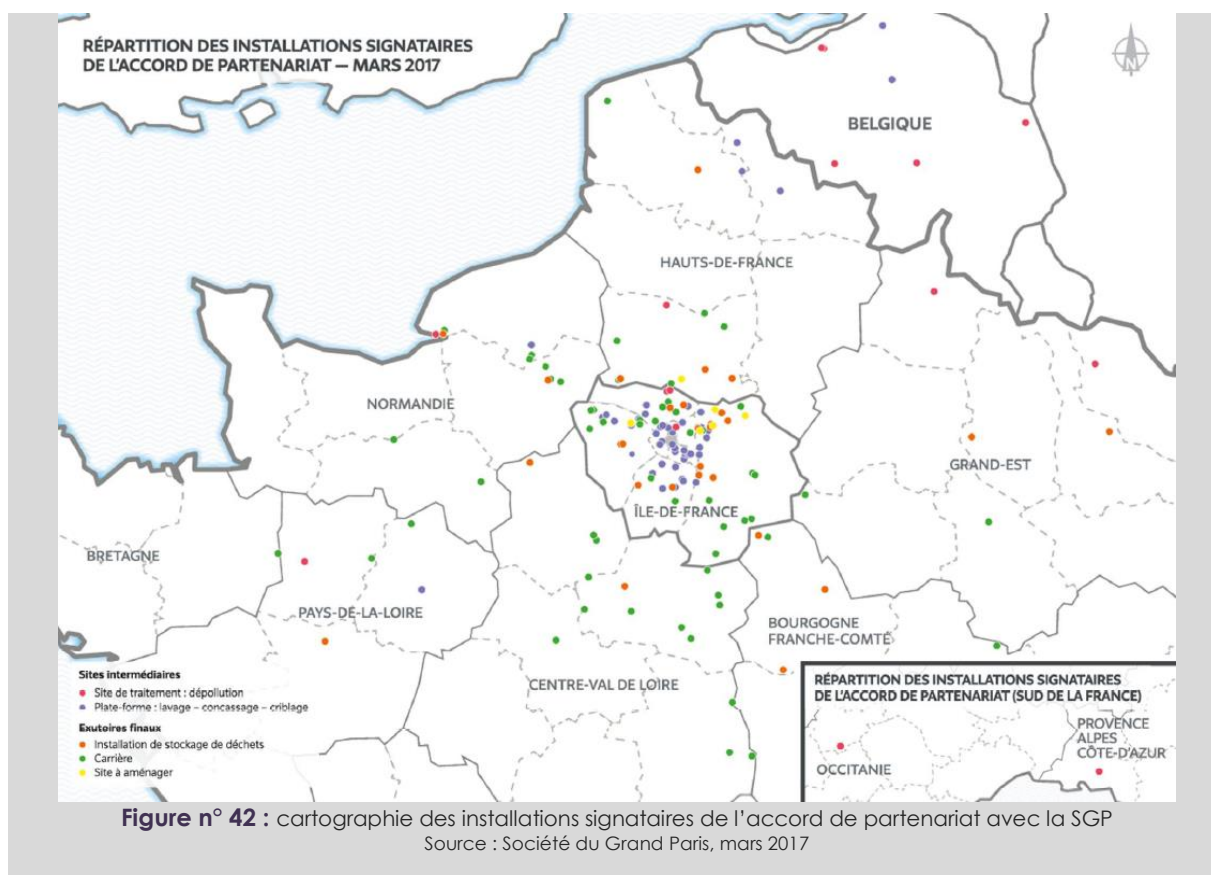 RÉPARTITION DES INSTALLATIONS SIGNATAIRES
DE L'ACCORD DE PARTENARIAT – MARS 2017
N
BELGIQUE
HAUTS-DE-FRANCE
NORMANDIE
GRAND-EST
ÎLE-DE-FRANCE
BRETAGNE
PAYS-DE-LA-LOIRE
BOURGOGNE
FRANCHE-COMTÉ
CENTRE-VAL DE LOIRE
Sites intermédiaires
Site de traitement : dépollution
Plate-forme : lavage – concassage – criblage
Exutoires finaux
Installation de stockage de déchets
Carrière
Site à aménager
RÉPARTITION DES INSTALLATIONS SIGNATAIRES
DE L'ACCORD DE PARTENARIAT (SUD DE LA FRANCE)
PROVENCE
ALPES
CÔTE-D'AZUR
OCCITANIE
Figure n° 42 : cartographie des installations signataires de l'accord de partenariat avec la SGP
Source : Société du Grand Paris, mars 2017